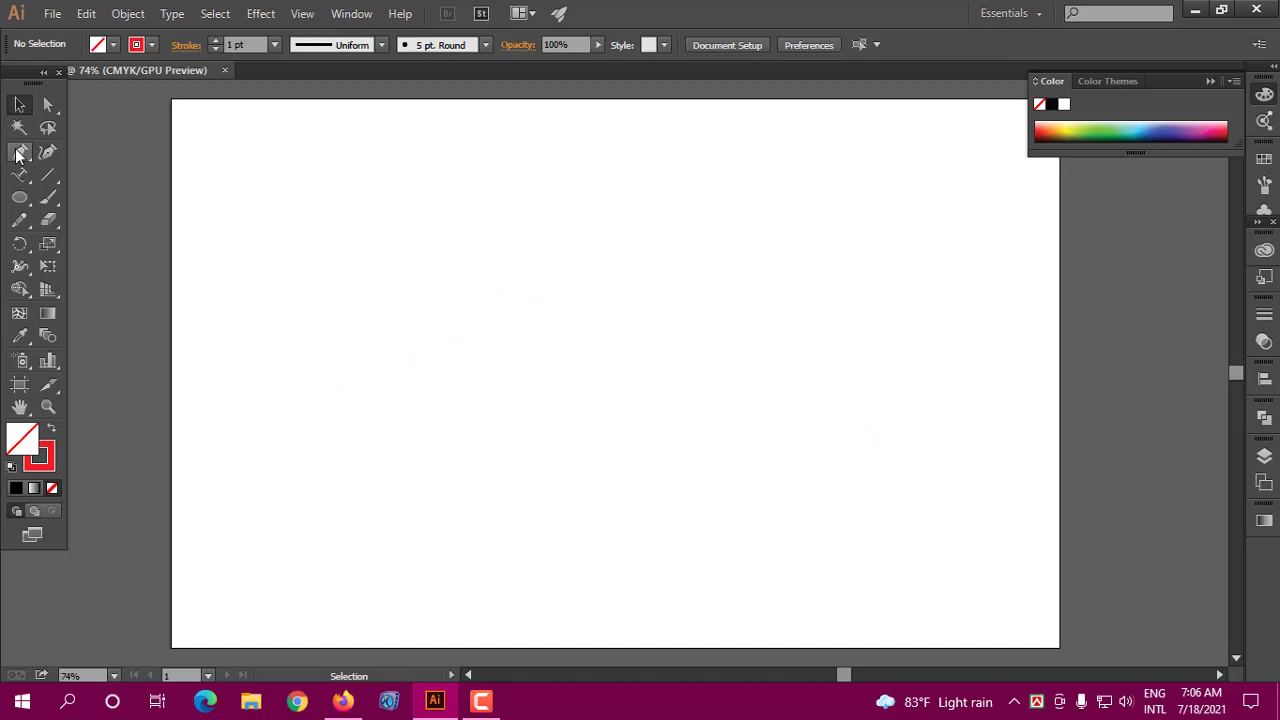 Ai File Edit Object Type Select Effect View Window Help Br St Essentials
No Selection Stroke: 1 pt Uniform 5 pt. Round Opacity: 100% Style: Document Setup Preferences
@ 74% (CMYK/GPU Preview) ×
Color Color Themes
74% 1 Selection
Ai 83°F Light rain ENG INTL 7:06 AM 7/18/2021